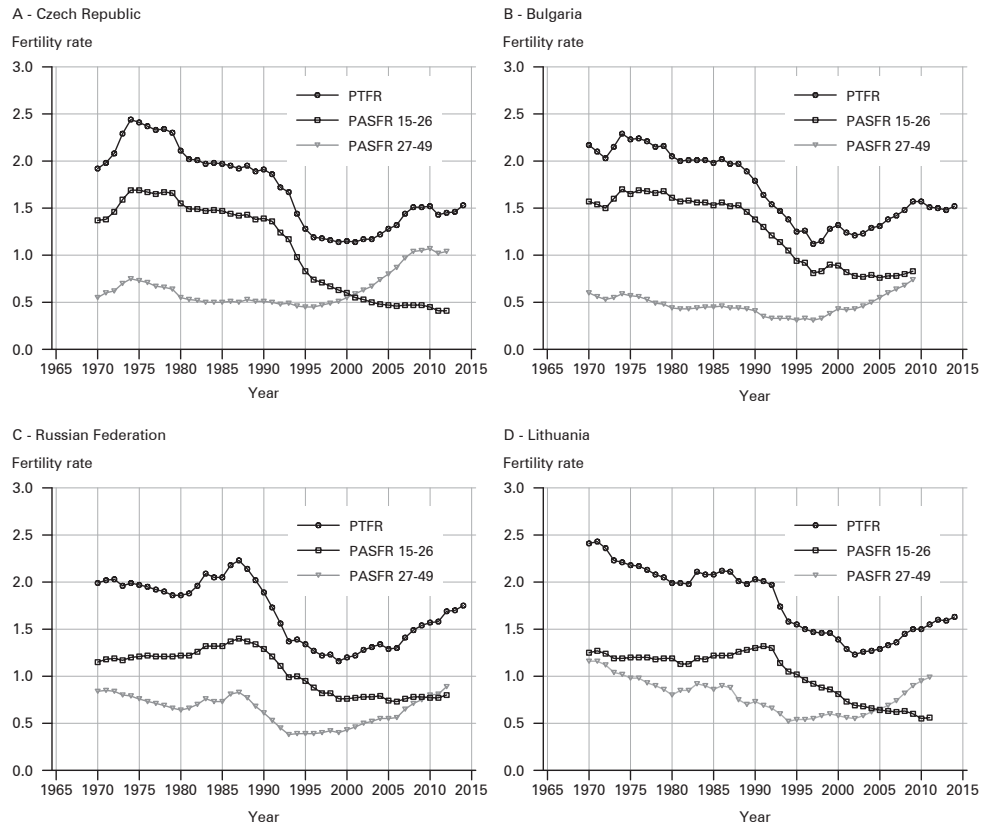 A - Czech Republic
Fertility rate
3.0
2.5
2.0
1.5
1.0
0.5
0.0
PTFR
PASFR 15-26
PASFR 27-49
1965 1970 1975 1980 1985 1990 1995 2000 2005 2010 2015
Year
B - Bulgaria
Fertility rate
3.0
2.5
2.0
1.5
1.0
0.5
0.0
PTFR
PASFR 15-26
PASFR 27-49
1965 1970 1975 1980 1985 1990 1995 2000 2005 2010 2015
Year
C - Russian Federation
Fertility rate
3.0
2.5
2.0
1.5
1.0
0.5
0.0
PTFR
PASFR 15-26
PASFR 27-49
1965 1970 1975 1980 1985 1990 1995 2000 2005 2010 2015
Year
D - Lithuania
Fertility rate
3.0
2.5
2.0
1.5
1.0
0.5
0.0
PTFR
PASFR 15-26
PASFR 27-49
1965 1970 1975 1980 1985 1990 1995 2000 2005 2010 2015
Year